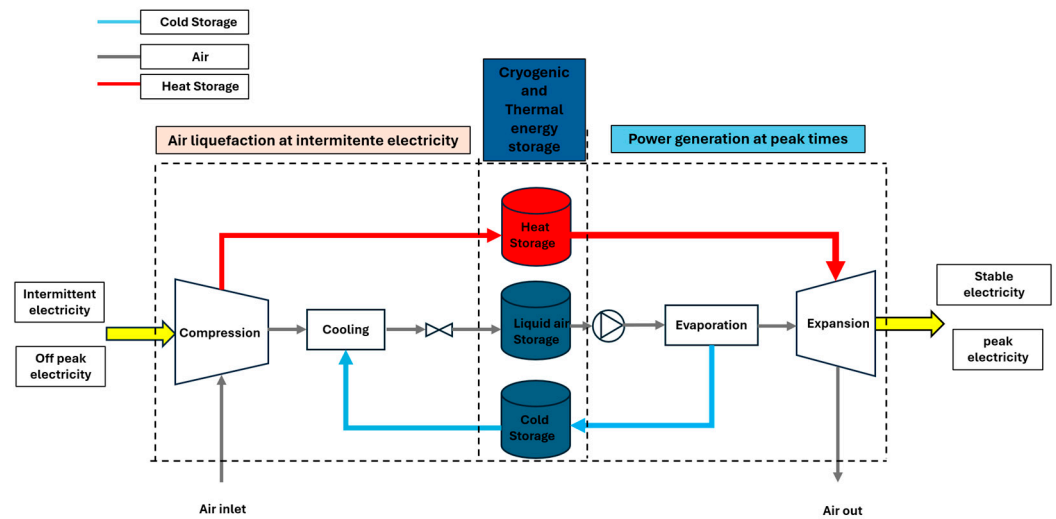 Cold Storage
Air
Heat Storage
Cryogenic
and
Thermal
energy
storage
Air liquefaction at intermitente electricity
Power generation at peak times
Heat
Storage
Intermittent
electricity
Off peak
electricity
Compression
Cooling
Liquid air
Storage
Evaporation
Expansion
Stable
electricity
peak
electricity
Cold
Storage
Air inlet
Air out